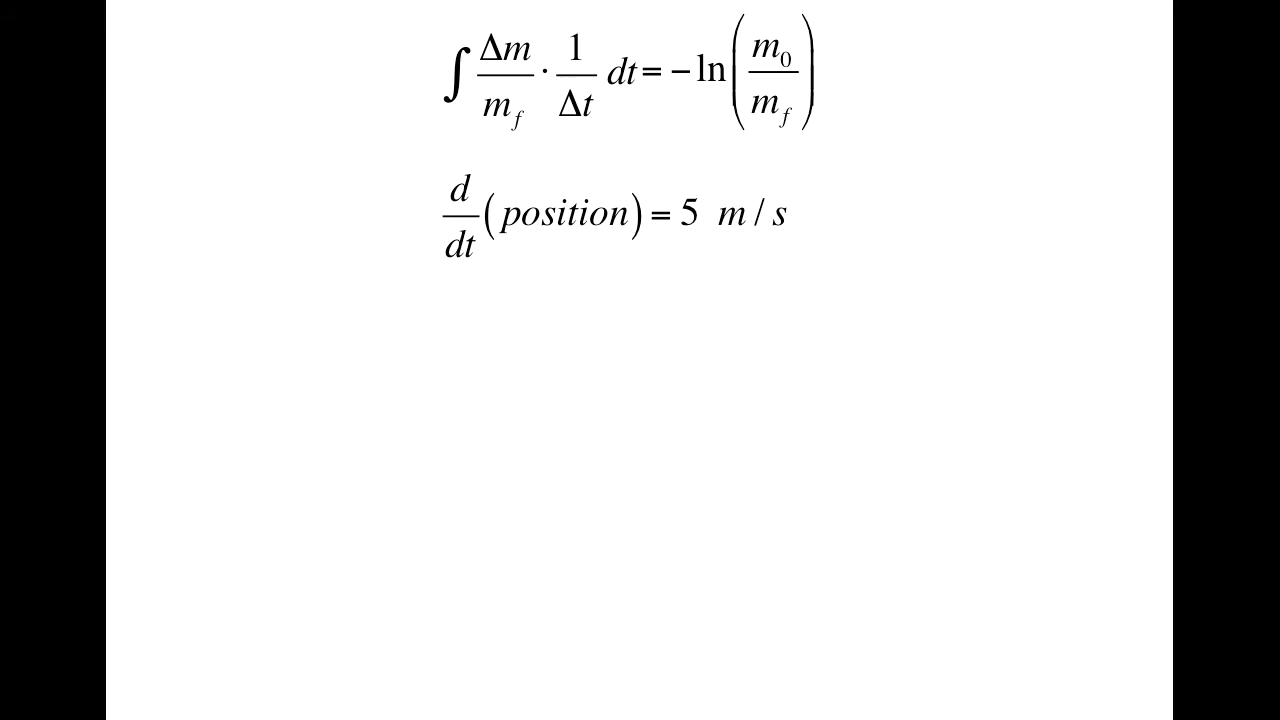 ∫ Δm/m_f · 1/Δt dt = −ln(m_0/m_f)
d/dt (position) = 5 m/s